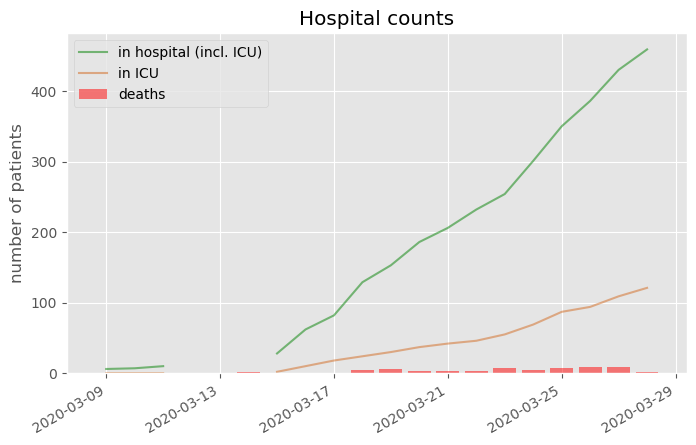 Hospital counts
in hospital (incl. ICU)
in ICU
deaths
number of patients
400
300
200
100
0
2020-03-09
2020-03-13
2020-03-17
2020-03-21
2020-03-25
2020-03-29